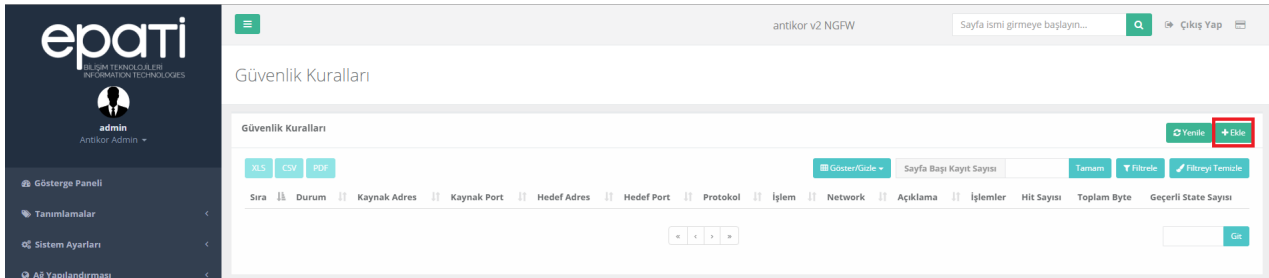 epati
BİLİŞİM TEKNOLOJİLERİ
INFORMATION TECHNOLOGIES
admin
Antikor Admin
Gösterge Paneli
Tanımlamalar
Sistem Ayarları
Ağ Yapılandırması
antikor v2 NGFW
Sayfa ismi girmeye başlayın...
Çıkış Yap
Güvenlik Kuralları
Güvenlik Kuralları
Yenile
+ Ekle
XLS CSV PDF
Göster/Gizle
Sayfa Başı Kayıt Sayısı
Tamam
Filtrele
Filtreyi Temizle
Sıra Durum Kaynak Adres Kaynak Port Hedef Adres Hedef Port Protokol İşlem Network Açıklama İşlemler Hit Sayısı Toplam Byte Geçerli State Sayısı
« ‹ › »
Git